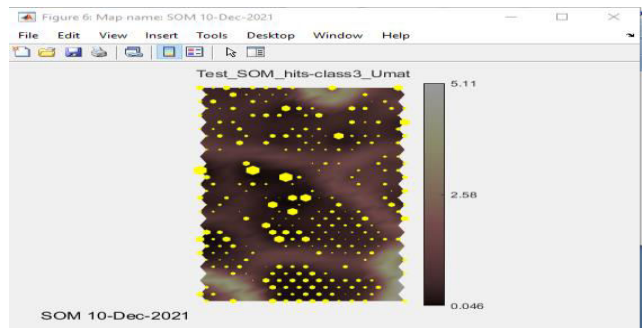 Figure 6: Map name: SOM 10-Dec-2021
File Edit View Insert Tools Desktop Window Help
Test_SOM_hits-class3_Umat
5.11
2.58
0.046
SOM 10-Dec-2021